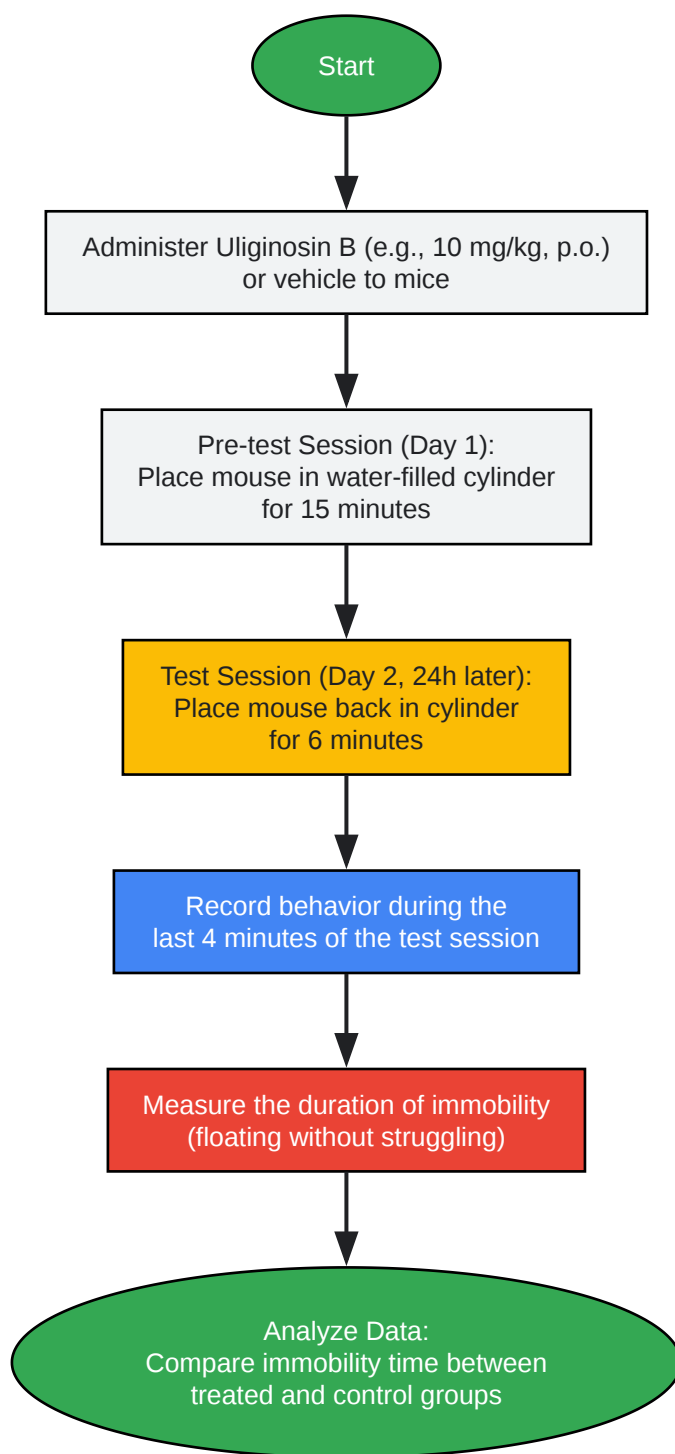 Start
Administer Uliginosin B (e.g., 10 mg/kg, p.o.)
or vehicle to mice
Pre-test Session (Day 1):
Place mouse in water-filled cylinder
for 15 minutes
Test Session (Day 2, 24h later):
Place mouse back in cylinder
for 6 minutes
Record behavior during the
last 4 minutes of the test session
Measure the duration of immobility
(floating without struggling)
Analyze Data:
Compare immobility time between
treated and control groups